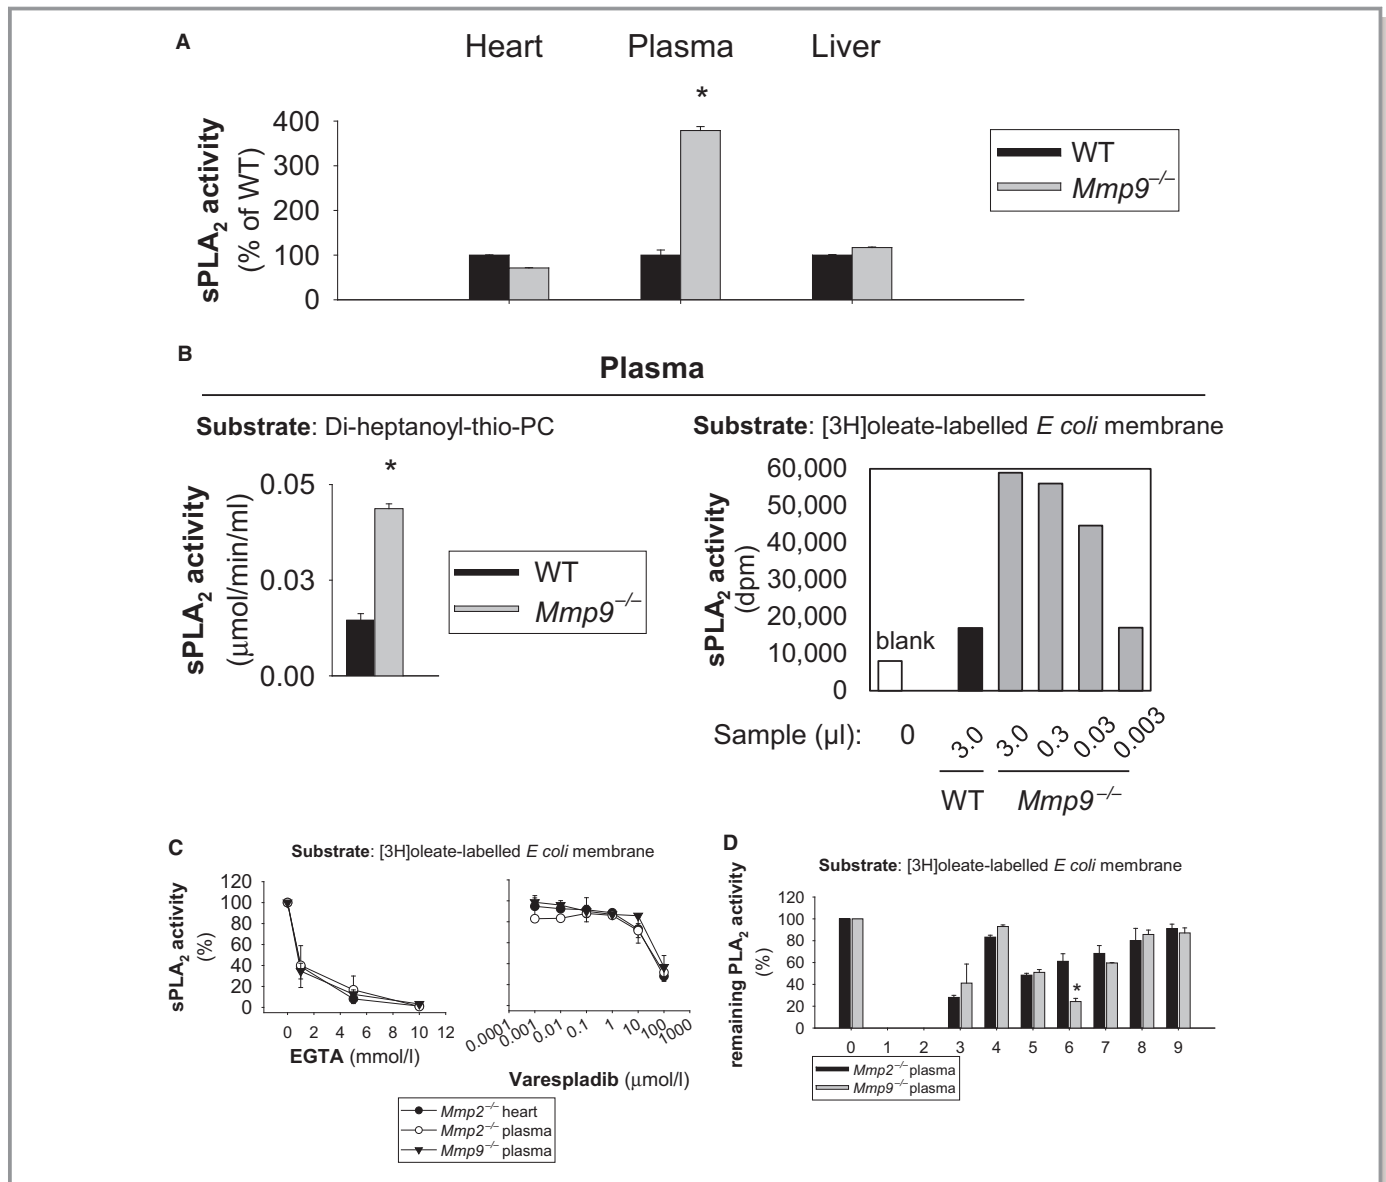 A
Heart Plasma Liver
*
sPLA2 activity
(% of WT)
400
300
200
100
0
WT
Mmp9−/−
B
Plasma
Substrate: Di-heptanoyl-thio-PC
*
sPLA2 activity
(μmol/min/ml)
0.05
0.03
0.00
WT
Mmp9−/−
Substrate: [3H]oleate-labelled E coli membrane
sPLA2 activity
(dpm)
60,000
50,000
40,000
30,000
20,000
10,000
0
blank
Sample (μl): 0 3.0 3.0 0.3 0.03 0.003
WT Mmp9−/−
C
Substrate: [3H]oleate-labelled E coli membrane
sPLA2 activity
(%)
120
100
80
60
40
20
0
0 2 4 6 8 10 12
EGTA (mmol/l)
0.0001 0.001 0.01 0.1 1 10 100 1000
Varespladib (μmol/l)
Mmp2−/− heart
Mmp2−/− plasma
Mmp9−/− plasma
D
Substrate: [3H]oleate-labelled E coli membrane
remaining PLA2 activity
(%)
120
100
80
60
40
20
0
*
0 1 2 3 4 5 6 7 8 9
Mmp2−/− plasma
Mmp9−/− plasma